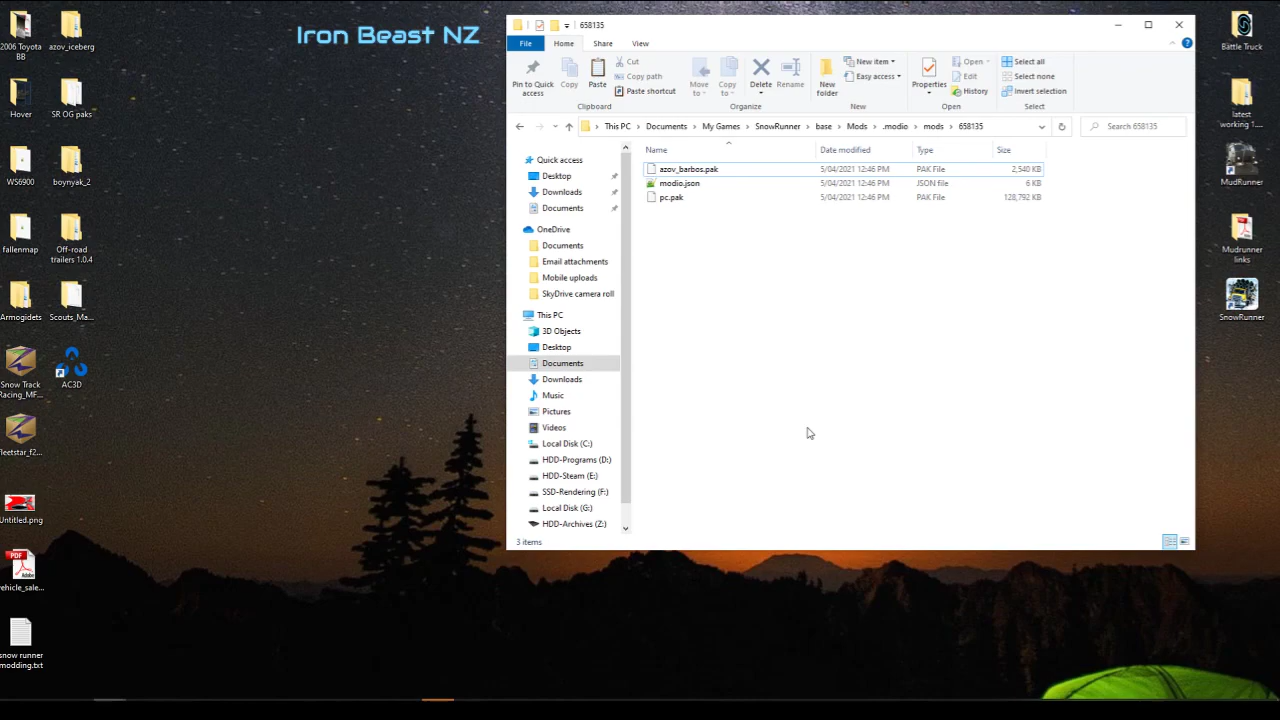 Iron Beast NZ
2006 Toyota
BB
azov_iceberg
Hover
SR OG paks
WS6900
boynyak_2
fallenmap
Off-road
trailers 1.0.4
Armogidets
Scouts_Ma...
Snow Track
Racing_MF...
AC3D
fleetstar_f2...
Untitled.png
vehicle_sale...
snow runner
modding.txt
658135
File
Home
Share
View
Pin to Quick
access
Copy
Paste
Cut
Copy path
Paste shortcut
Clipboard
Move
to
Copy
to
Delete
Rename
Organize
New
folder
New item
Easy access
New
Properties
Open
Edit
History
Open
Select all
Select none
Invert selection
Select
This PC > Documents > My Games > SnowRunner > base > Mods > .modio > mods > 658135
Search 658135
Quick access
Desktop
Downloads
Documents
OneDrive
Documents
Email attachments
Mobile uploads
SkyDrive camera roll
This PC
3D Objects
Desktop
Documents
Downloads
Music
Pictures
Videos
Local Disk (C:)
HDD-Programs (D:)
HDD-Steam (E:)
SSD-Rendering (F:)
Local Disk (G:)
HDD-Archives (Z:)
Name Date modified Type Size
azov_barbos.pak 5/04/2021 12:46 PM PAK File 2,540 KB
modio.json 5/04/2021 12:46 PM JSON file 6 KB
pc.pak 5/04/2021 12:46 PM PAK File 128,792 KB
3 items
Battle Truck
latest
working 1....
MudRunner
Mudrunner
links
SnowRunner